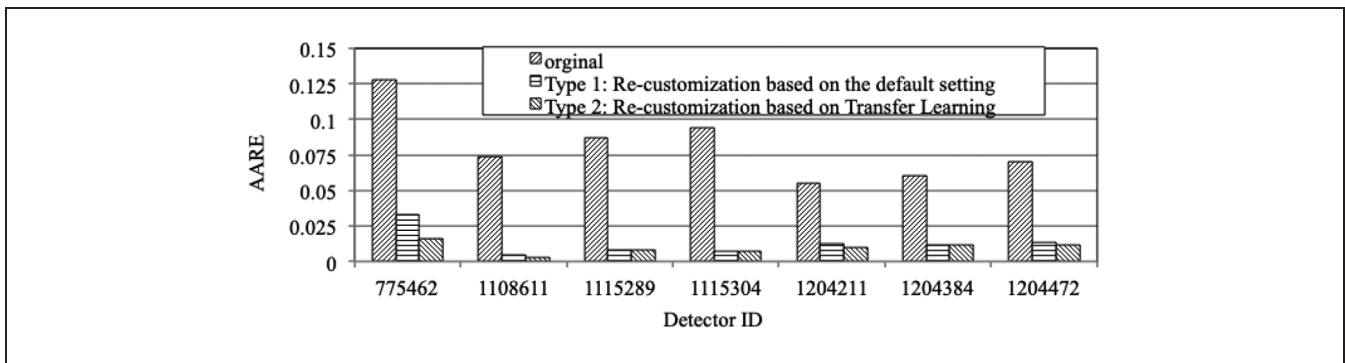 0.15
0.125
0.1
0.075
0.05
0.025
0
AARE
orginal
Type 1: Re-customization based on the default setting
Type 2: Re-customization based on Transfer Learning
775462 1108611 1115289 1115304 1204211 1204384 1204472
Detector ID